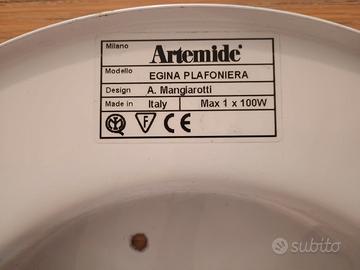 Milano Artemide®
Modello EGINA PLAFONIERA
Design A. Mangiarotti
Made in Italy Max 1 x 100W
F CE
subito